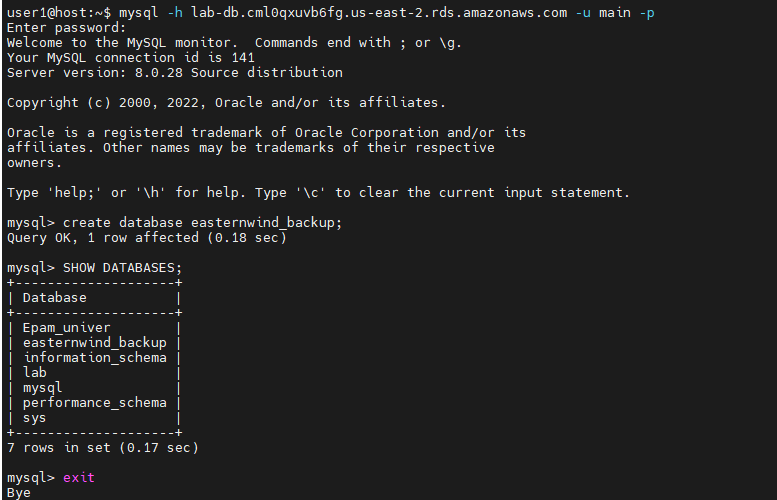 user1@host:~$ mysql -h lab-db.cml0qxuvb6fg.us-east-2.rds.amazonaws.com -u main -p
Enter password:
Welcome to the MySQL monitor.  Commands end with ; or \g.
Your MySQL connection id is 141
Server version: 8.0.28 Source distribution

Copyright (c) 2000, 2022, Oracle and/or its affiliates.

Oracle is a registered trademark of Oracle Corporation and/or its
affiliates. Other names may be trademarks of their respective
owners.

Type 'help;' or '\h' for help. Type '\c' to clear the current input statement.

mysql> create database easternwind_backup;
Query OK, 1 row affected (0.18 sec)

mysql> SHOW DATABASES;
+--------------------+
| Database           |
+--------------------+
| Epam_univer        |
| easternwind_backup |
| information_schema |
| lab                |
| mysql              |
| performance_schema |
| sys                |
+--------------------+
7 rows in set (0.17 sec)

mysql> exit
Bye